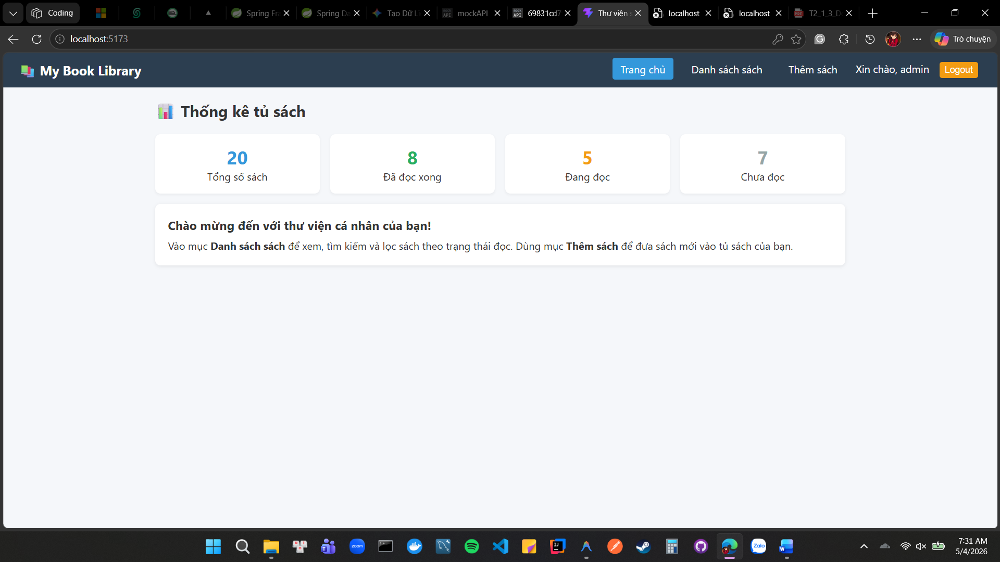 Coding
Spring Fra
Spring Da
Tạo Dữ Li
mockAPI
69831cd7
Thư viện s
localhost
localhost
T2_1_3_D
localhost:5173
Trò chuyện
My Book Library
Trang chủ
Danh sách sách
Thêm sách
Xin chào, admin
Logout
Thống kê tủ sách
20
Tổng số sách
8
Đã đọc xong
5
Đang đọc
7
Chưa đọc
Chào mừng đến với thư viện cá nhân của bạn!
Vào mục Danh sách sách để xem, tìm kiếm và lọc sách theo trạng thái đọc. Dùng mục Thêm sách để đưa sách mới vào tủ sách của bạn.
zoom
Zalo
7:31 AM
5/4/2026